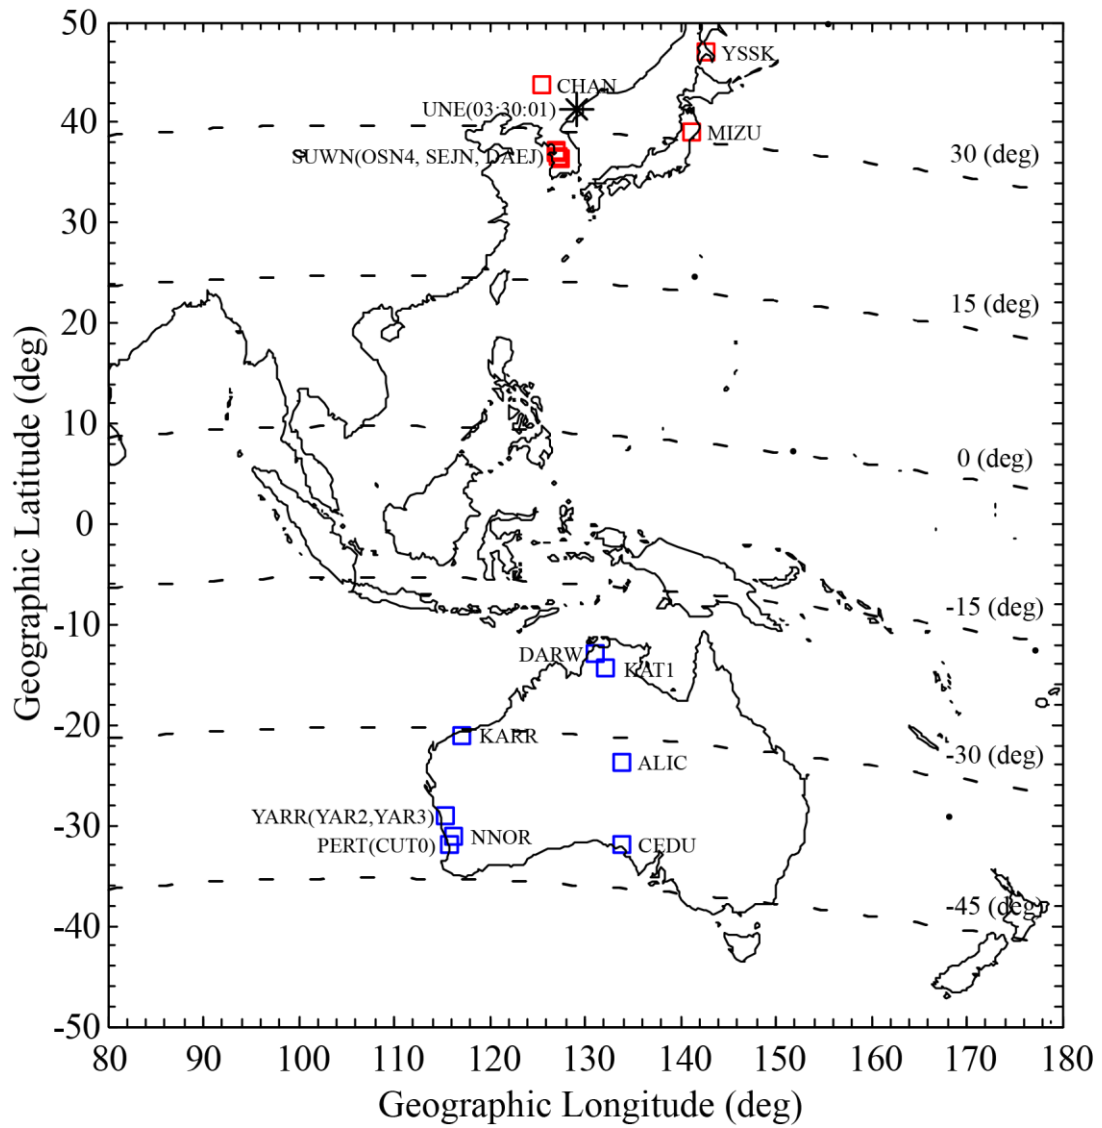 50
YSSK
CHAN
UNE(03:30:01)
40
MIZU
SUWN(OSN4, SEJN, DAEJ)
30 (deg)
30
15 (deg)
20
10
0 (deg)
0
-15 (deg)
-10
DARW
KAT1
-20
KARR
-30 (deg)
ALIC
YARR(YAR2,YAR3)
-30
NNOR
PERT(CUT0)
CEDU
-45 (deg)
-40
-50
80 90 100 110 120 130 140 150 160 170 180
Geographic Longitude (deg)
Geographic Latitude (deg)